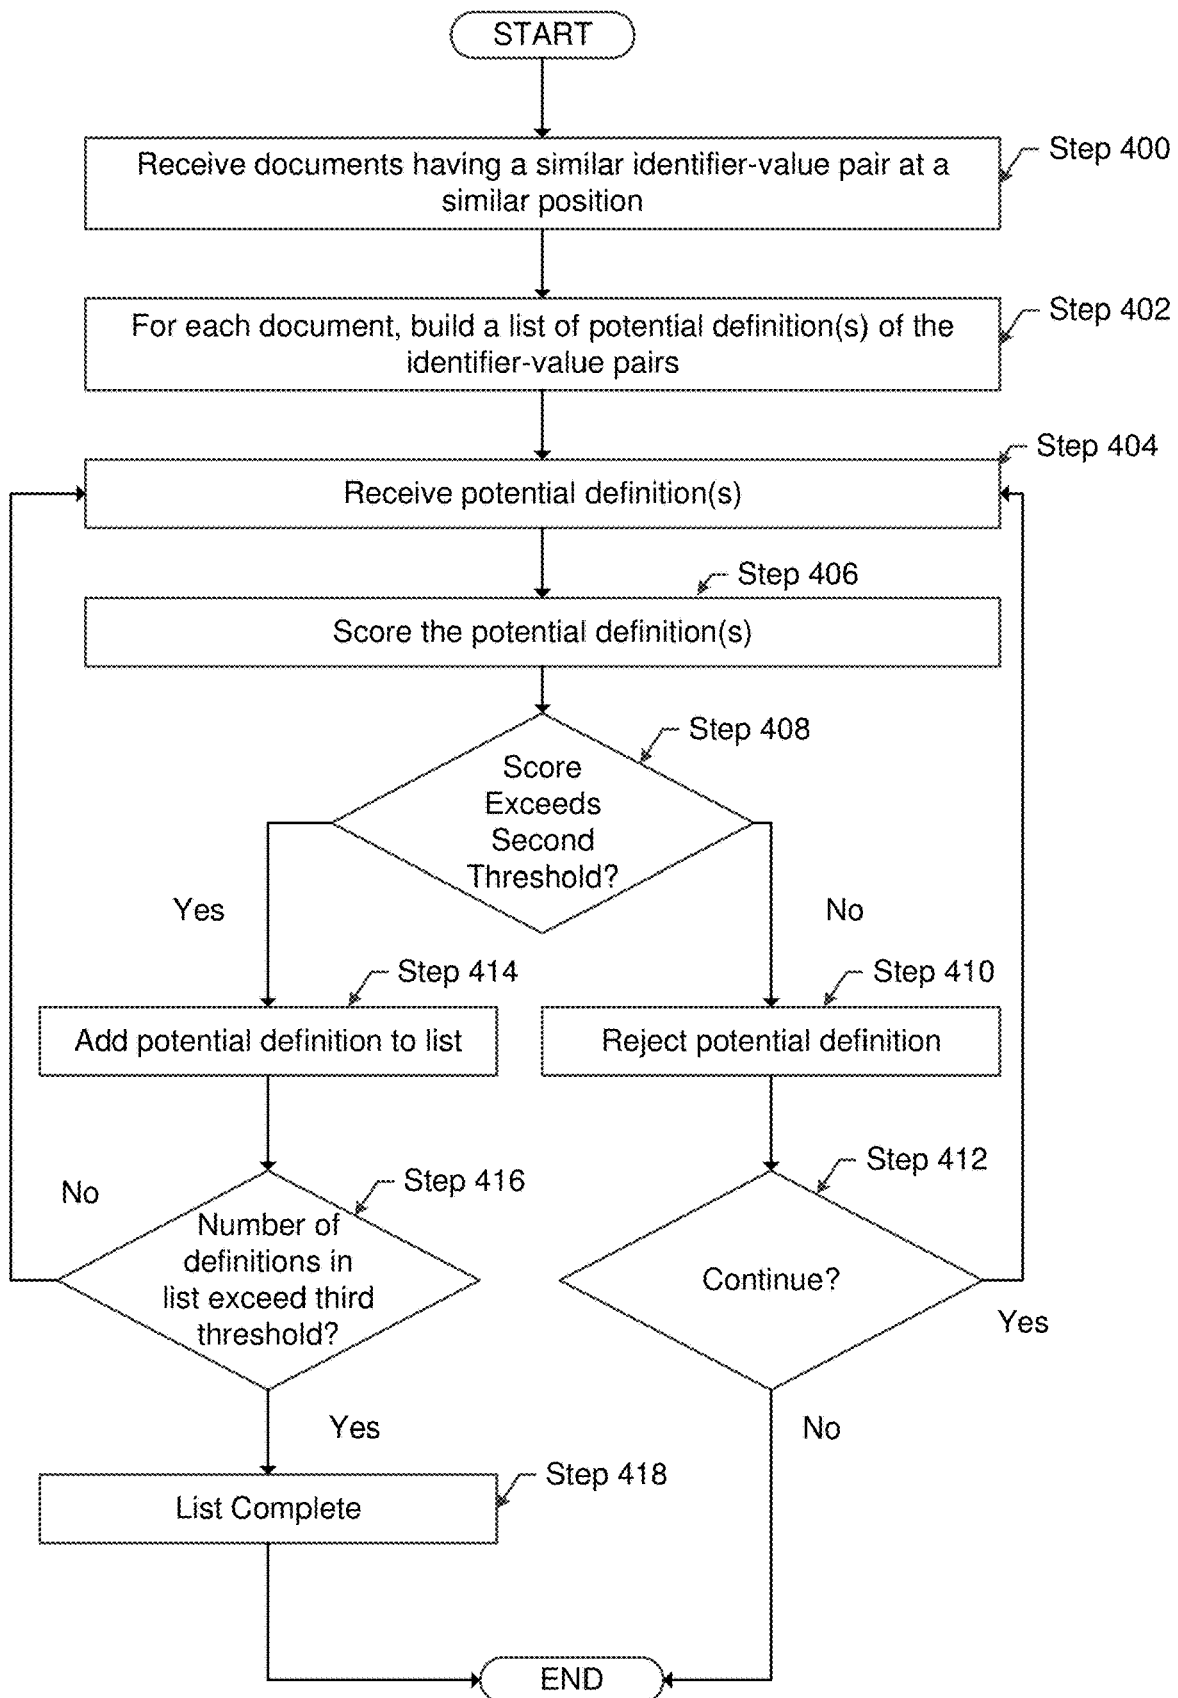 START
Step 400
Receive documents having a similar identifier-value pair at a
similar position
Step 402
For each document, build a list of potential definition(s) of the
identifier-value pairs
Step 404
Receive potential definition(s)
Step 406
Score the potential definition(s)
Step 408
Score
Exceeds
Second
Threshold?
Yes
No
Step 414
Step 410
Add potential definition to list
Reject potential definition
Step 416
Step 412
No
Number of
definitions in
list exceed third
threshold?
Continue?
Yes
Yes
No
Step 418
List Complete
END